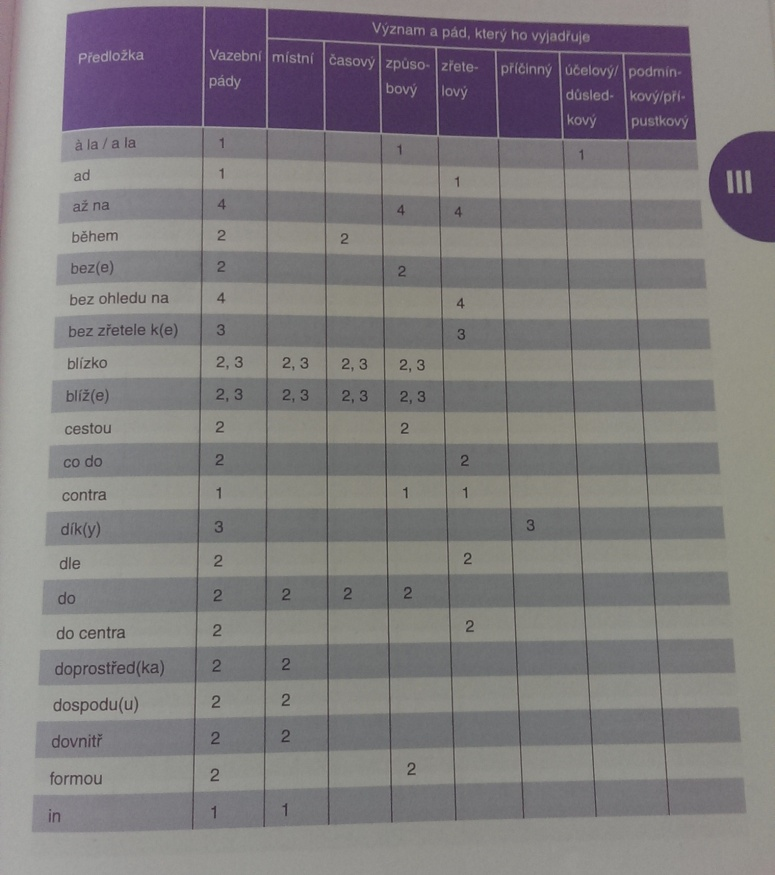 Význam a pád, který ho vyjadřuje
Předložka Vazební pády místní časový způso-bový zřete-lový příčinný účelový/důsled-kový podmín-kový/pří-pustkový
à la / a la 1 1 1
ad 1 1
až na 4 4 4
během 2 2
bez(e) 2 2
bez ohledu na 4 4
bez zřetele k(e) 3 3
blízko 2, 3 2, 3 2, 3 2, 3
blíž(e) 2, 3 2, 3 2, 3 2, 3
cestou 2 2
co do 2 2
contra 1 1 1
dík(y) 3 3
dle 2 2
do 2 2 2 2
do centra 2 2
doprostřed(ka) 2 2
dospodu(u) 2 2
dovnitř 2 2
formou 2 2
in 1 1
III